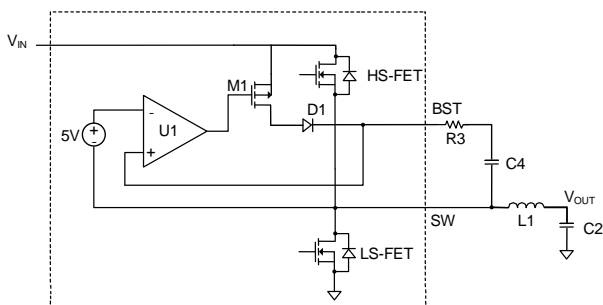 VIN
HS-FET
M1
D1
BST
R3
U1
-
+
5V
+
-
C4
VOUT
SW
L1
C2
LS-FET